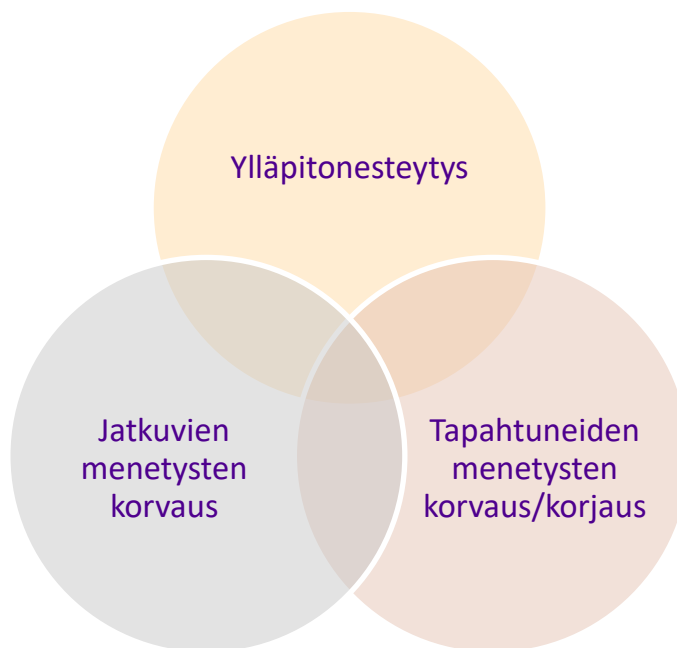 Ylläpitonesteytys
Jatkuvien
menetysten
korvaus
Tapahtuneiden
menetysten
korvaus/korjaus